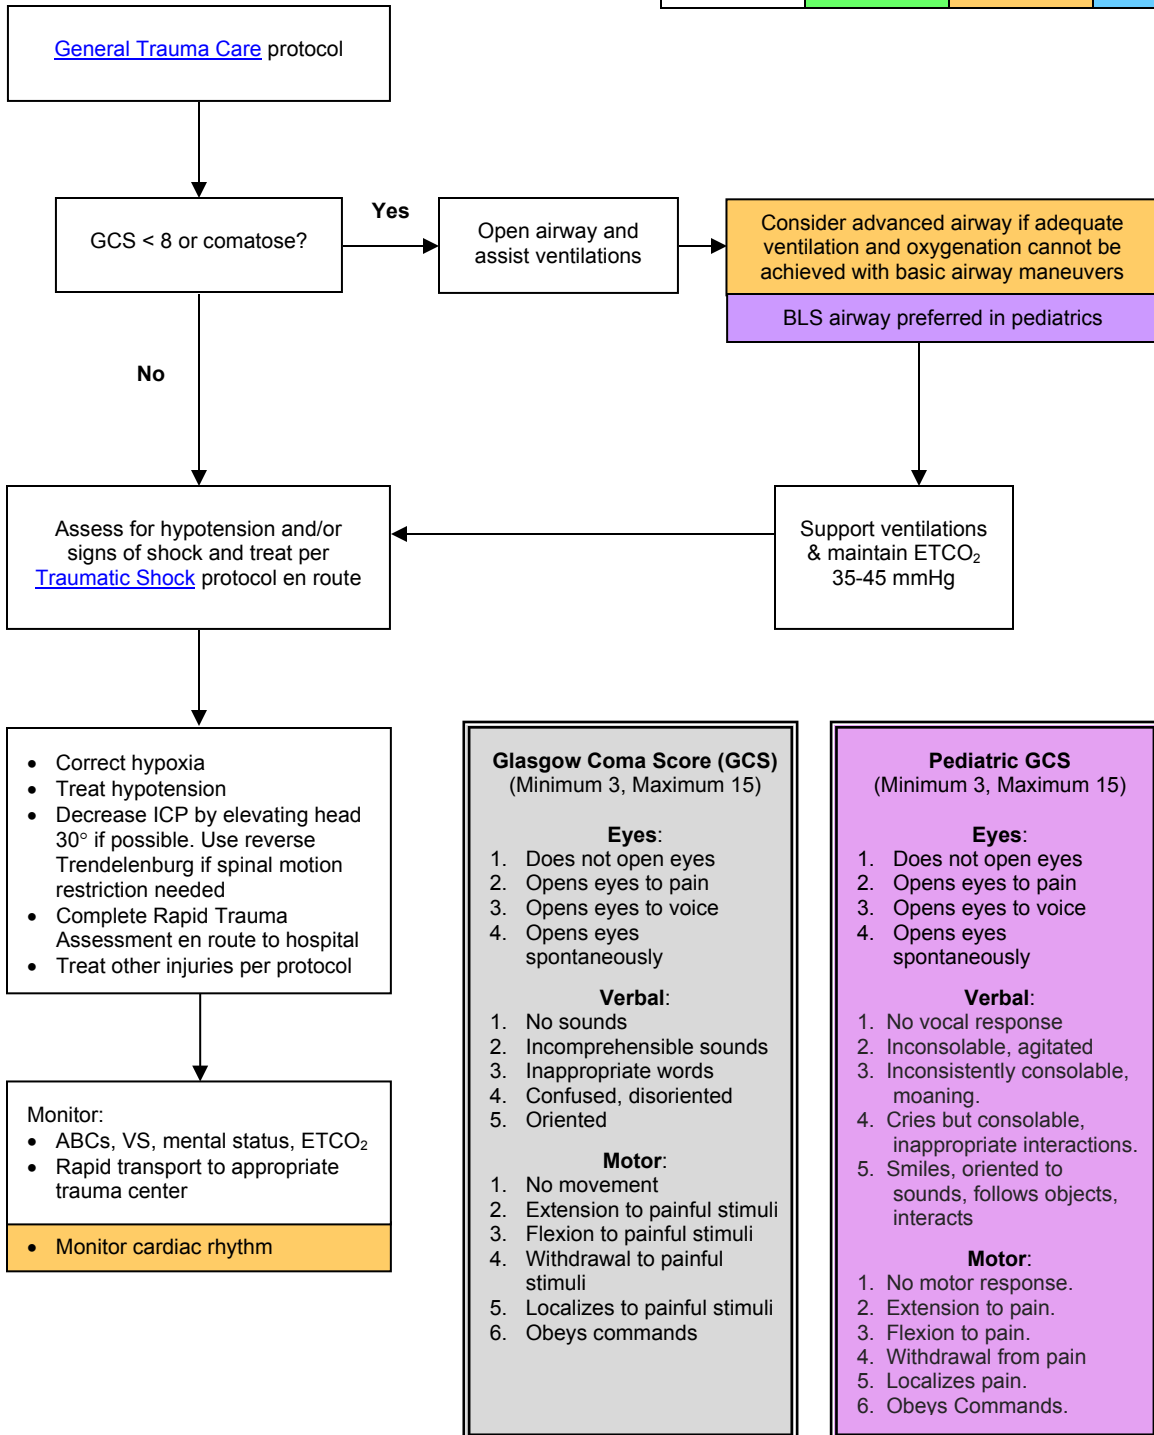 General Trauma Care protocol
GCS < 8 or comatose?
Yes
Open airway and
assist ventilations
Consider advanced airway if adequate
ventilation and oxygenation cannot be
achieved with basic airway maneuvers
BLS airway preferred in pediatrics
No
Assess for hypotension and/or
signs of shock and treat per
Traumatic Shock protocol en route
Support ventilations
& maintain ETCO₂
35-45 mmHg
• Correct hypoxia
• Treat hypotension
• Decrease ICP by elevating head
30° if possible. Use reverse
Trendelenburg if spinal motion
restriction needed
• Complete Rapid Trauma
Assessment en route to hospital
• Treat other injuries per protocol
Monitor:
• ABCs, VS, mental status, ETCO₂
• Rapid transport to appropriate
trauma center
• Monitor cardiac rhythm
Glasgow Coma Score (GCS)
(Minimum 3, Maximum 15)
Eyes:
1. Does not open eyes
2. Opens eyes to pain
3. Opens eyes to voice
4. Opens eyes
spontaneously
Verbal:
1. No sounds
2. Incomprehensible sounds
3. Inappropriate words
4. Confused, disoriented
5. Oriented
Motor:
1. No movement
2. Extension to painful stimuli
3. Flexion to painful stimuli
4. Withdrawal to painful
stimuli
5. Localizes to painful stimuli
6. Obeys commands
Pediatric GCS
(Minimum 3, Maximum 15)
Eyes:
1. Does not open eyes
2. Opens eyes to pain
3. Opens eyes to voice
4. Opens eyes
spontaneously
Verbal:
1. No vocal response
2. Inconsolable, agitated
3. Inconsistently consolable,
moaning.
4. Cries but consolable,
inappropriate interactions.
5. Smiles, oriented to
sounds, follows objects,
interacts
Motor:
1. No motor response.
2. Extension to pain.
3. Flexion to pain.
4. Withdrawal from pain
5. Localizes pain.
6. Obeys Commands.